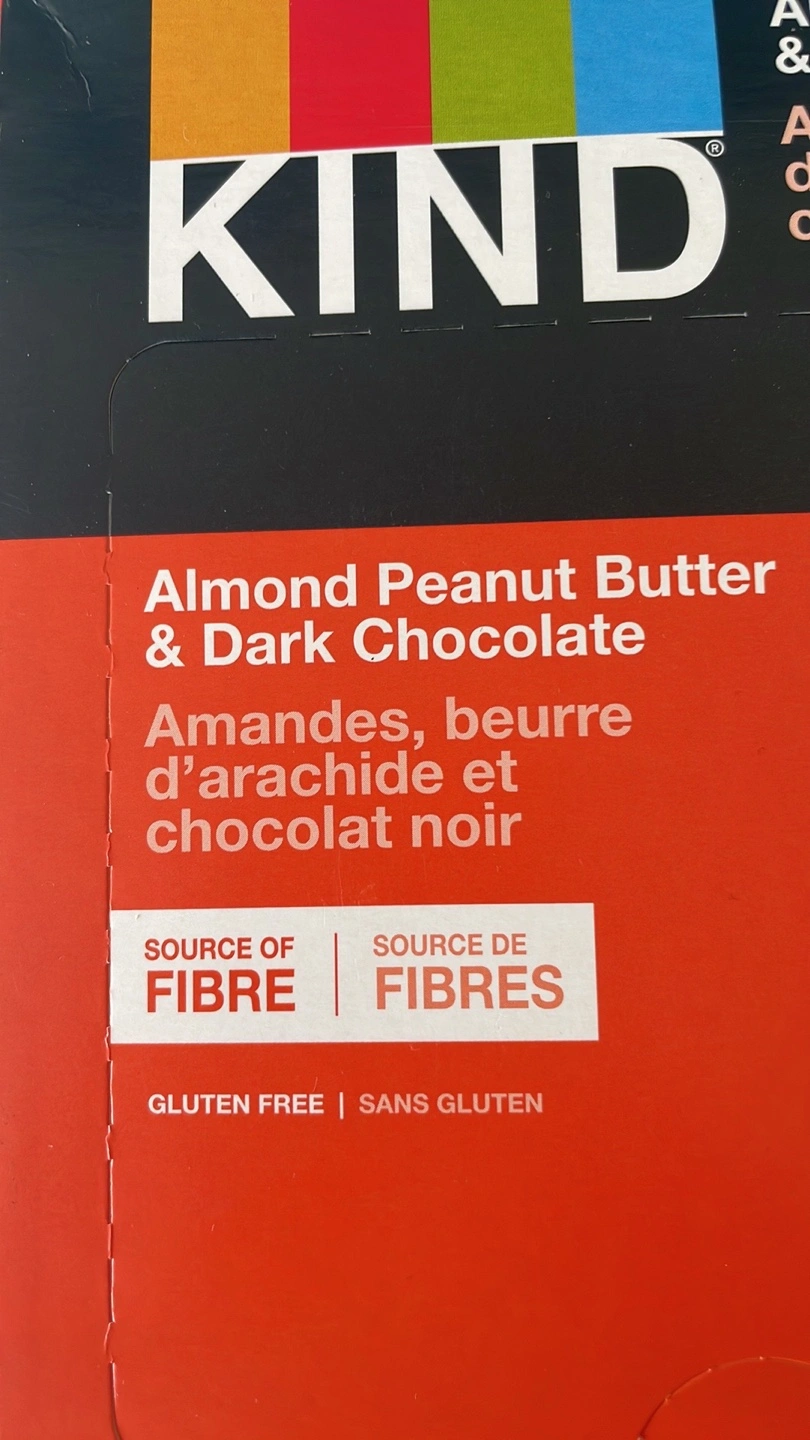 KIND®
Almond Peanut Butter
& Dark Chocolate
Amandes, beurre
d'arachide et
chocolat noir
SOURCE OF
FIBRE
SOURCE DE
FIBRES
GLUTEN FREE | SANS GLUTEN
A
&
A
d
c